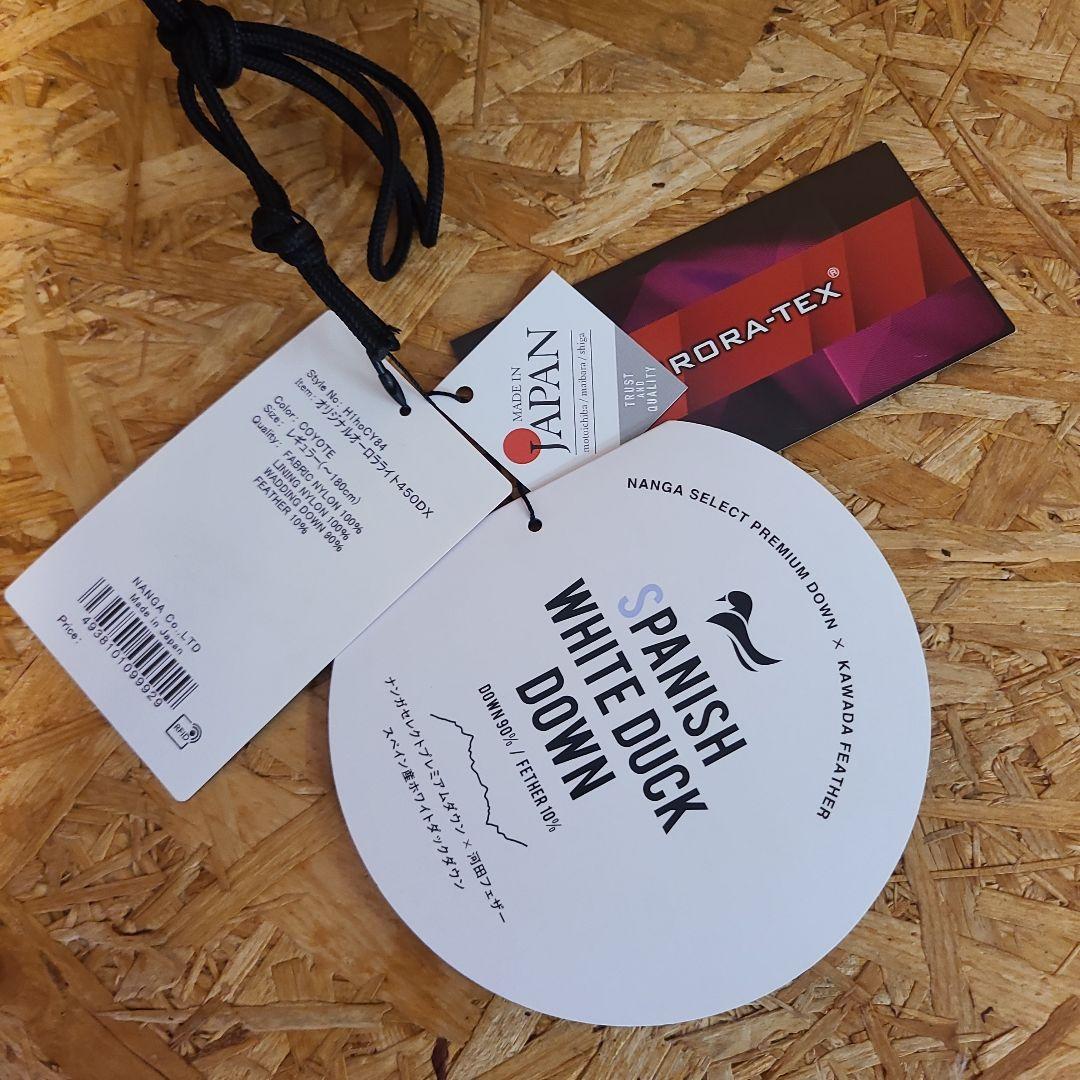 Style No.: H1hoCY84
Item: オリジナルオーロラライト450DX
Color: COYOTE
Size: レギュラー(〜180cm)
Quality: FABRIC NYLON 100%
LINING NYLON 100%
WADDING DOWN 90%
FEATHER 10%
NANGA Co.,LTD
Made in Japan
4938101099929
Price:
RFID
MADE IN
JAPAN
motoichiba / maibara / shiga
TRUST
AND
QUALITY
RORA-TEX®
NANGA SELECT PREMIUM DOWN × KAWADA FEATHER
SPANISH
WHITE DUCK
DOWN
DOWN 90% / FETHER 10%
ナンガセレクトプレミアムダウン × 河田フェザー
スペイン産ホワイトダックダウン